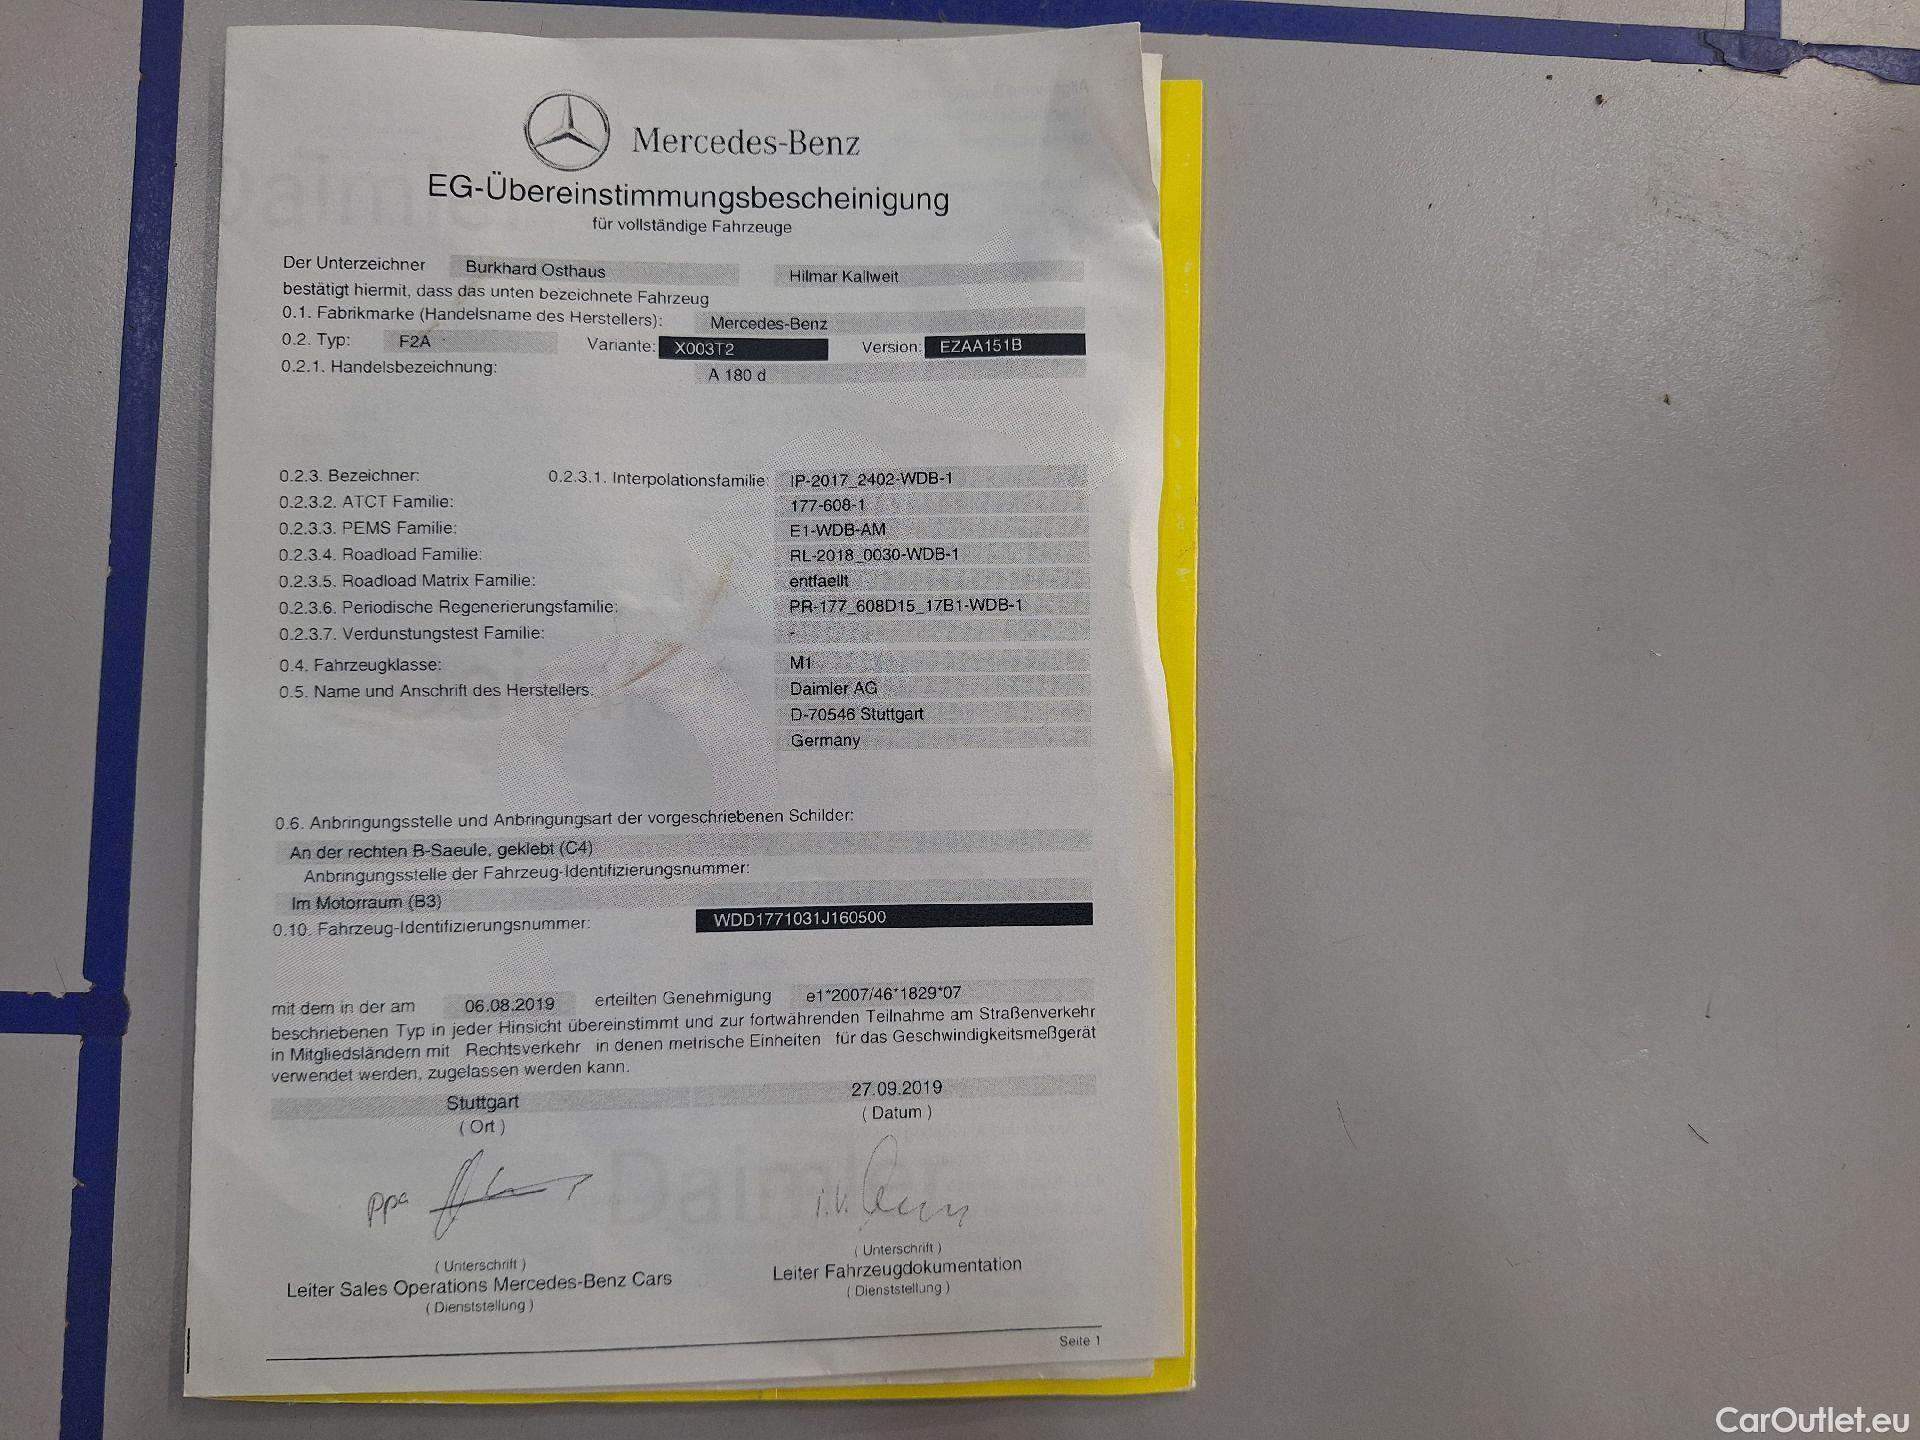 Mercedes-Benz
EG-Übereinstimmungsbescheinigung
für vollständige Fahrzeuge
Der Unterzeichner Burkhard Osthaus Hilmar Kallweit
bestätigt hiermit, dass das unten bezeichnete Fahrzeug
0.1. Fabrikmarke (Handelsname des Herstellers): Mercedes-Benz
0.2. Typ: F2A Variante: X003T2 Version: EZAA151B
0.2.1. Handelsbezeichnung: A 180 d
0.2.3. Bezeichner: 0.2.3.1. Interpolationsfamilie: IP-2017_2402-WDB-1
0.2.3.2. ATCT Familie: 177-608-1
0.2.3.3. PEMS Familie: E1-WDB-AM
0.2.3.4. Roadload Familie: RL-2018_0030-WDB-1
0.2.3.5. Roadload Matrix Familie: entfaellt
0.2.3.6. Periodische Regenerierungsfamilie: PR-177_608D15_17B1-WDB-1
0.2.3.7. Verdunstungstest Familie: -
0.4. Fahrzeugklasse: M1
0.5. Name und Anschrift des Herstellers: Daimler AG
D-70546 Stuttgart
Germany
0.6. Anbringungsstelle und Anbringungsart der vorgeschriebenen Schilder:
An der rechten B-Saeule, geklebt (C4)
Anbringungsstelle der Fahrzeug-Identifizierungsnummer:
Im Motorraum (B3)
0.10. Fahrzeug-Identifizierungsnummer: WDD1771031J160500
mit dem in der am 06.08.2019 erteilten Genehmigung e1*2007/46*1829*07
beschriebenen Typ in jeder Hinsicht übereinstimmt und zur fortwährenden Teilnahme am Straßenverkehr
in Mitgliedsländern mit Rechtsverkehr in denen metrische Einheiten für das Geschwindigkeitsmeßgerät
verwendet werden, zugelassen werden kann.
Stuttgart 27.09.2019
( Ort ) ( Datum )
ppa i.V.
( Unterschrift ) ( Unterschrift )
Leiter Sales Operations Mercedes-Benz Cars Leiter Fahrzeugdokumentation
( Dienststellung ) ( Dienststellung )
Seite 1
CarOutlet.eu